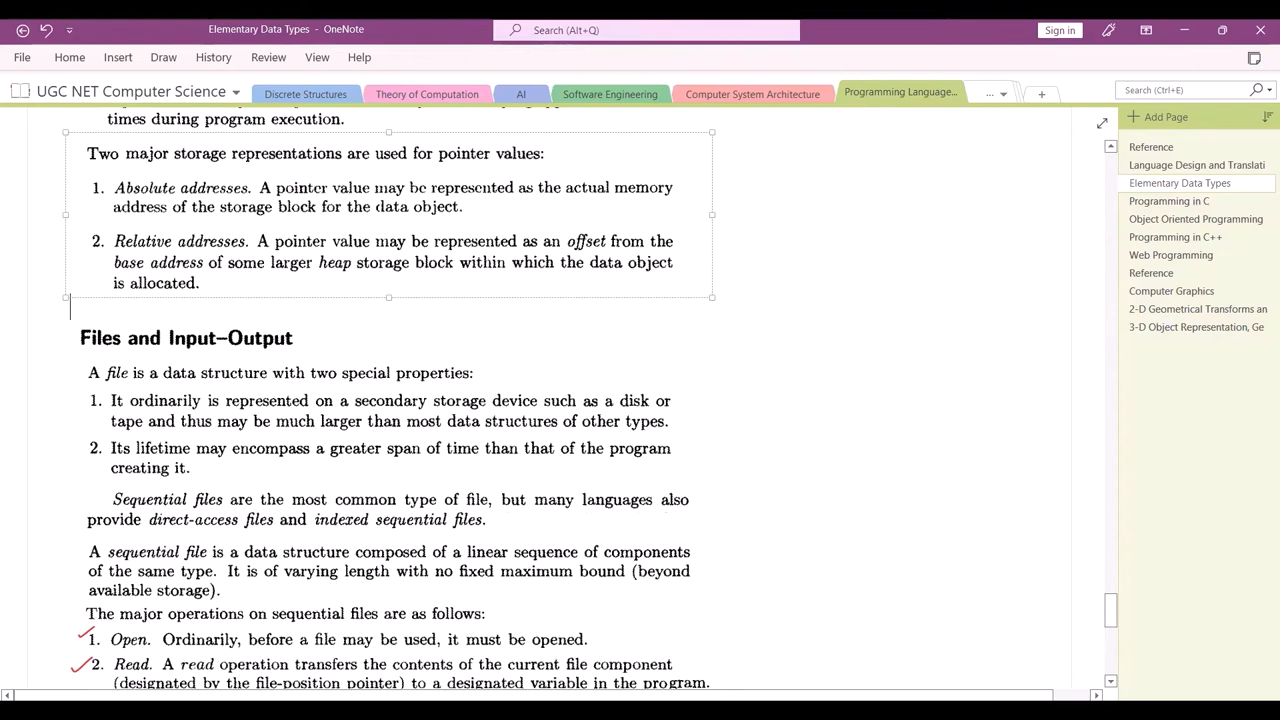 Elementary Data Types - OneNote
Search (Alt+Q)
Sign in
File Home Insert Draw History Review View Help
UGC NET Computer Science
Discrete Structures
Theory of Computation
AI
Software Engineering
Computer System Architecture
Programming Language...
...
Search (Ctrl+E)
times during program execution.
Two major storage representations are used for pointer values:
1. Absolute addresses. A pointer value may be represented as the actual memory
address of the storage block for the data object.
2. Relative addresses. A pointer value may be represented as an offset from the
base address of some larger heap storage block within which the data object
is allocated.
Files and Input–Output
A file is a data structure with two special properties:
1. It ordinarily is represented on a secondary storage device such as a disk or
tape and thus may be much larger than most data structures of other types.
2. Its lifetime may encompass a greater span of time than that of the program
creating it.
Sequential files are the most common type of file, but many languages also
provide direct-access files and indexed sequential files.
A sequential file is a data structure composed of a linear sequence of components
of the same type. It is of varying length with no fixed maximum bound (beyond
available storage).
The major operations on sequential files are as follows:
1. Open. Ordinarily, before a file may be used, it must be opened.
2. Read. A read operation transfers the contents of the current file component
(designated by the file-position pointer) to a designated variable in the program.
Add Page
Reference
Language Design and Translati
Elementary Data Types
Programming in C
Object Oriented Programming
Programming in C++
Web Programming
Reference
Computer Graphics
2-D Geometrical Transforms an
3-D Object Representation, Ge